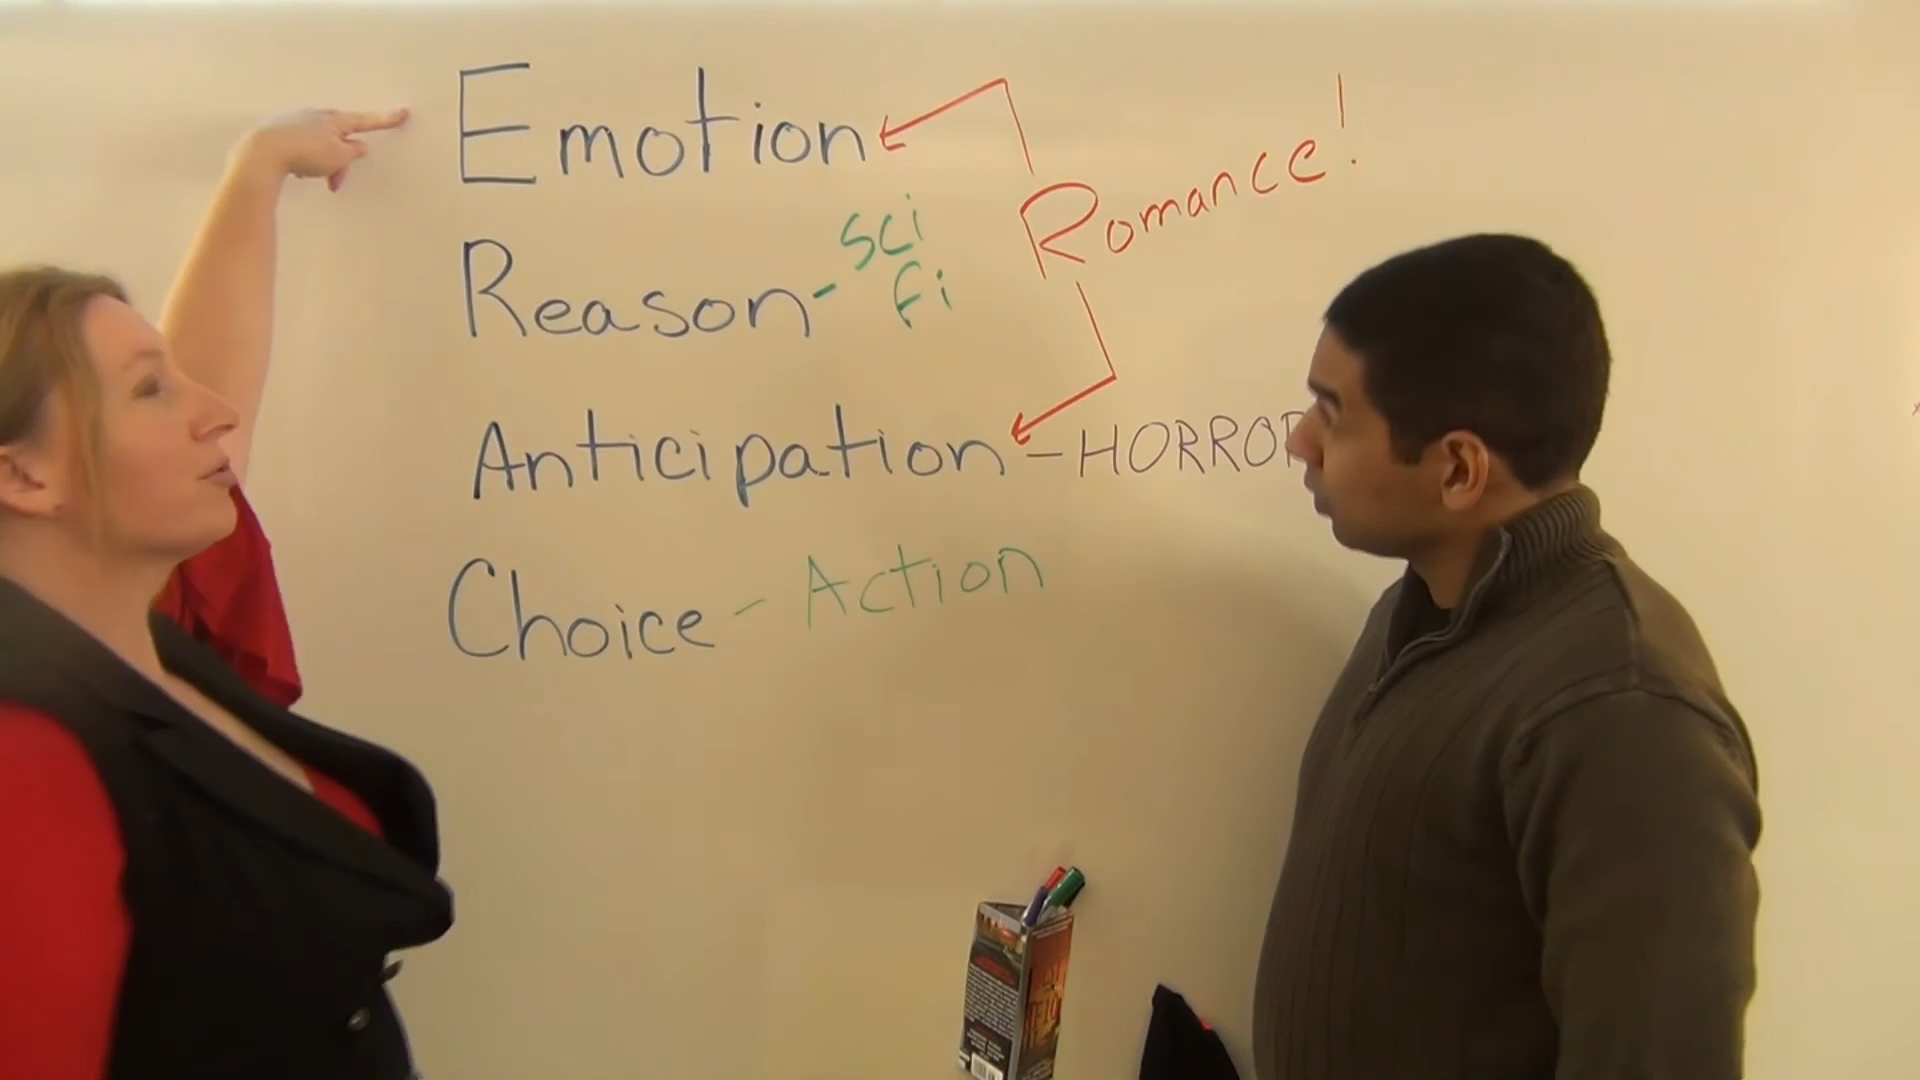 Emotion
Romance!
Reason - sci
fi
Anticipation - HORROR
Choice - Action